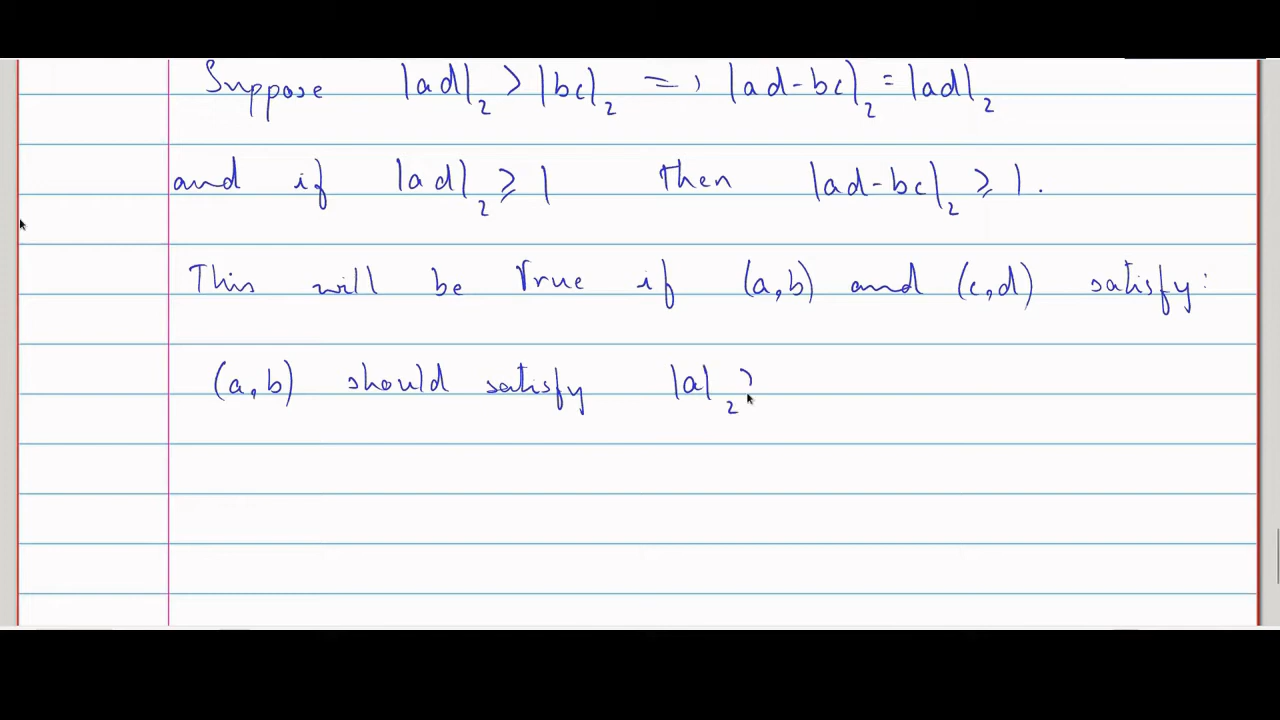 Suppose |ad|₂ > |bc|₂ => |ad-bc|₂ = |ad|₂
and if |ad|₂ ⩾ 1 Then |ad-bc|₂ ⩾ 1.
This will be True if (a,b) and (c,d) satisfy:
(a,b) should satisfy |a|₂